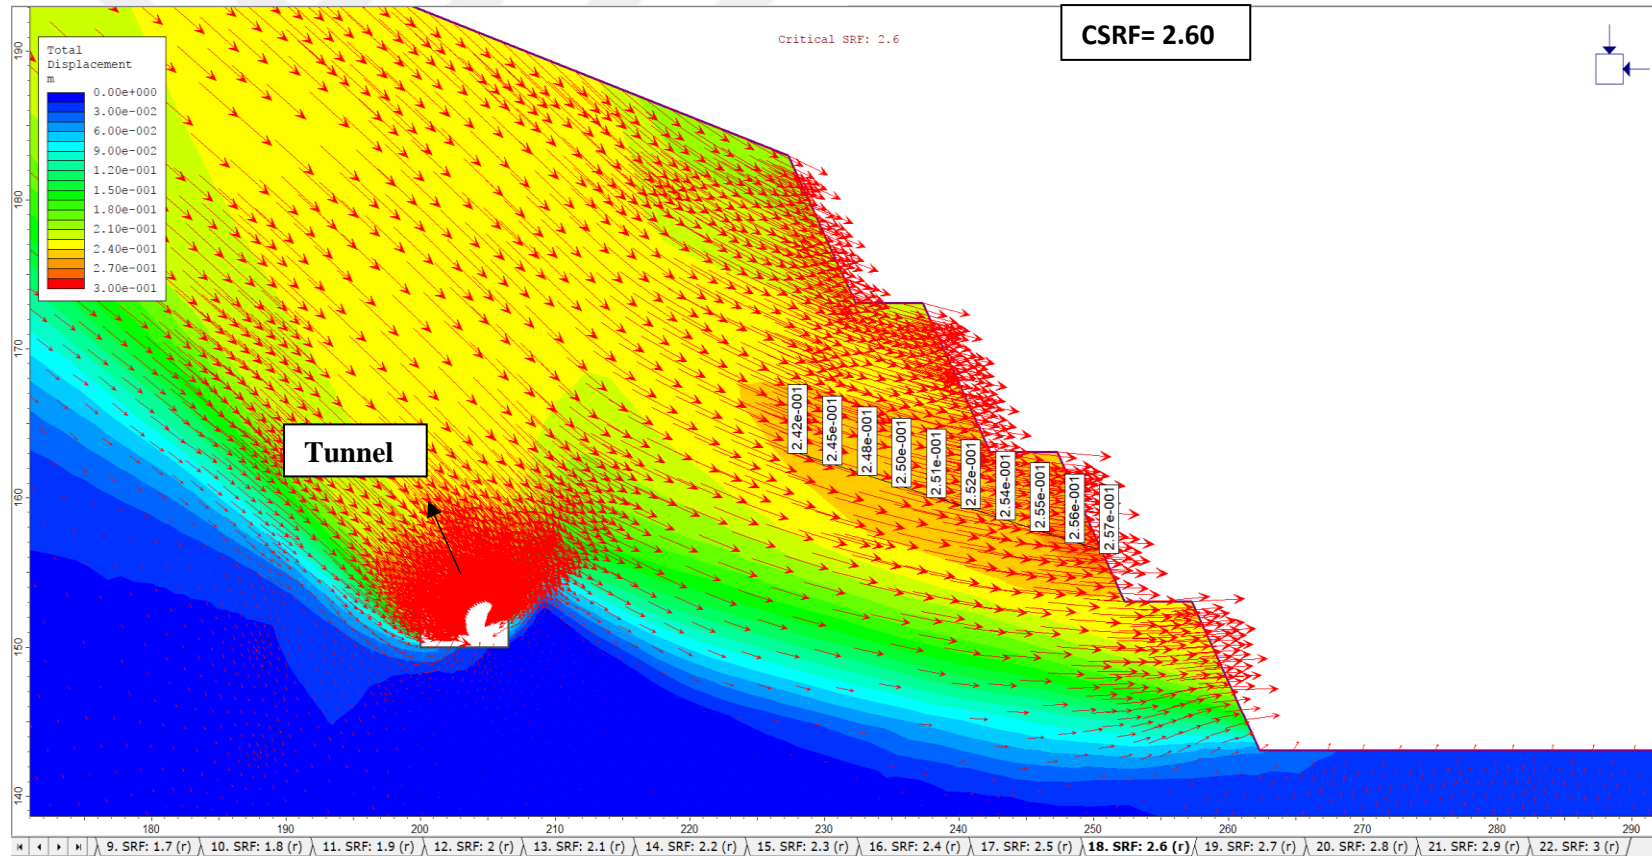 CSRF= 2.60
Critical SRF: 2.6
Total
Displacement
m
0.00e+000
3.00e-002
6.00e-002
9.00e-002
1.20e-001
1.50e-001
1.80e-001
2.10e-001
2.40e-001
2.70e-001
3.00e-001
190
180
170
160
150
140
Tunnel
2.42e-001
2.45e-001
2.48e-001
2.50e-001
2.51e-001
2.52e-001
2.54e-001
2.55e-001
2.56e-001
2.57e-001
180 190 200 210 220 230 240 250 260 270 280 290
9. SRF: 1.7 (r) 10. SRF: 1.8 (r) 11. SRF: 1.9 (r) 12. SRF: 2 (r) 13. SRF: 2.1 (r) 14. SRF: 2.2 (r) 15. SRF: 2.3 (r) 16. SRF: 2.4 (r) 17. SRF: 2.5 (r) 18. SRF: 2.6 (r) 19. SRF: 2.7 (r) 20. SRF: 2.8 (r) 21. SRF: 2.9 (r) 22. SRF: 3 (r)